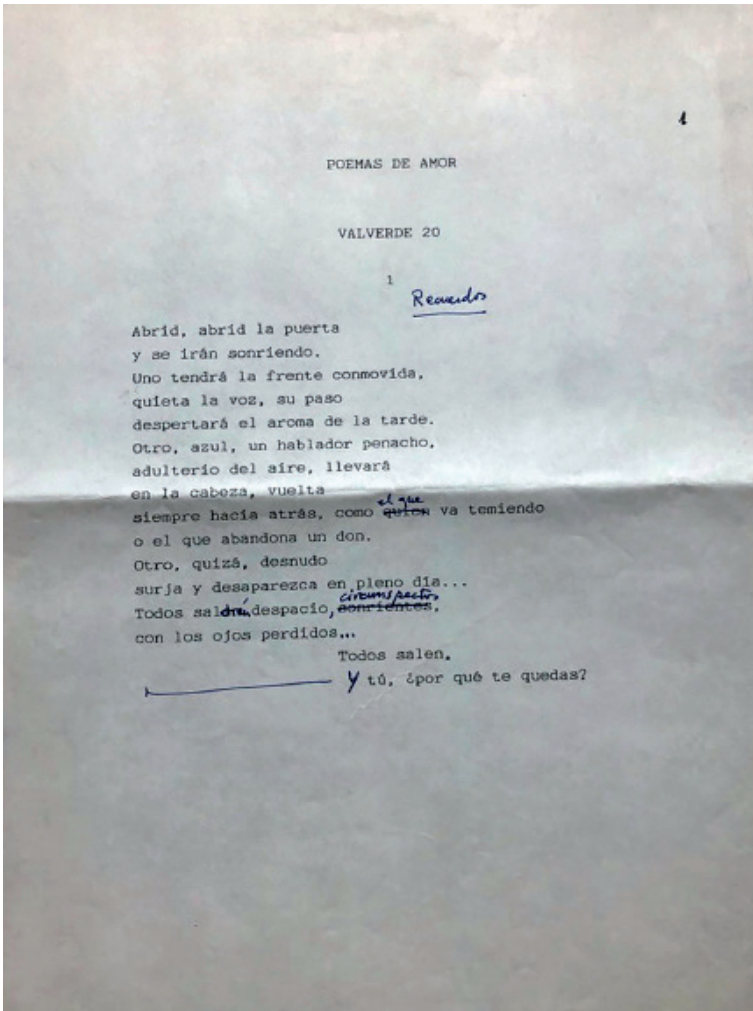 1
POEMAS DE AMOR
VALVERDE 20
1
Recuerdos
Abrid, abrid la puerta
y se irán sonriendo.
Uno tendrá la frente conmovida,
quieta la voz, su paso
despertará el aroma de la tarde.
Otro, azul, un hablador penacho,
adulterio del aire, llevará
en la cabeza, vuelta
el que
siempre hacia atrás, como quien va temiendo
o el que abandona un don.
Otro, quizá, desnudo
surja y desaparezca en pleno día...
circunspectos
Todos saldrán despacio, sonrientes,
con los ojos perdidos...
Todos salen.
Y tú, ¿por qué te quedas?